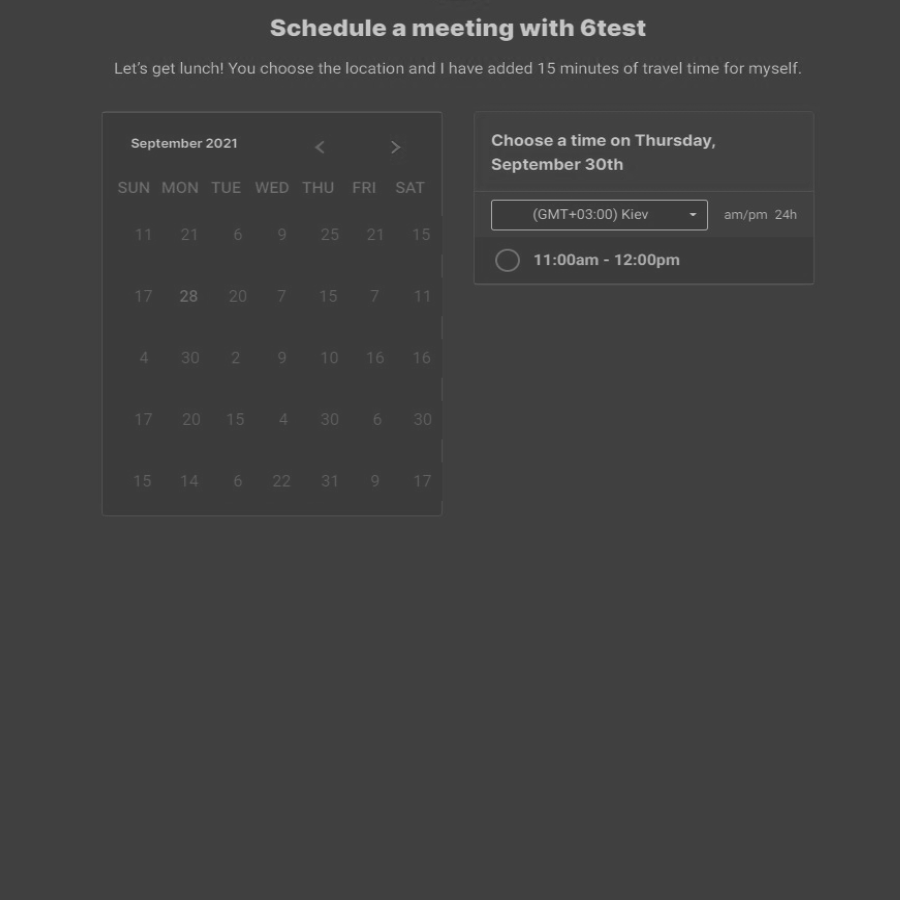 Schedule a meeting with 6test
Let's get lunch! You choose the location and I have added 15 minutes of travel time for myself.
September 2021 < >
SUN MON TUE WED THU FRI SAT
11 21 6 9 25 21 15
17 28 20 7 15 7 11
4 30 2 9 10 16 16
17 20 15 4 30 6 30
15 14 6 22 31 9 17
Choose a time on Thursday,
September 30th
(GMT+03:00) Kiev am/pm 24h
11:00am - 12:00pm